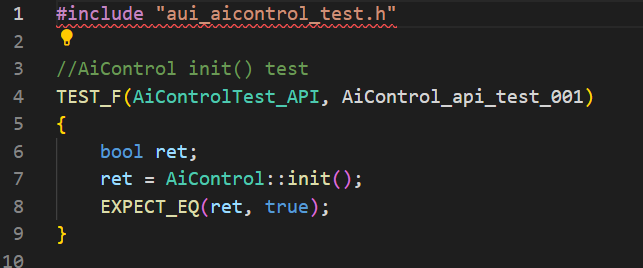 1 #include "aui_aicontrol_test.h"
2
3 //AiControl init() test
4 TEST_F(AiControlTest_API, AiControl_api_test_001)
5 {
6 bool ret;
7 ret = AiControl::init();
8 EXPECT_EQ(ret, true);
9 }
10